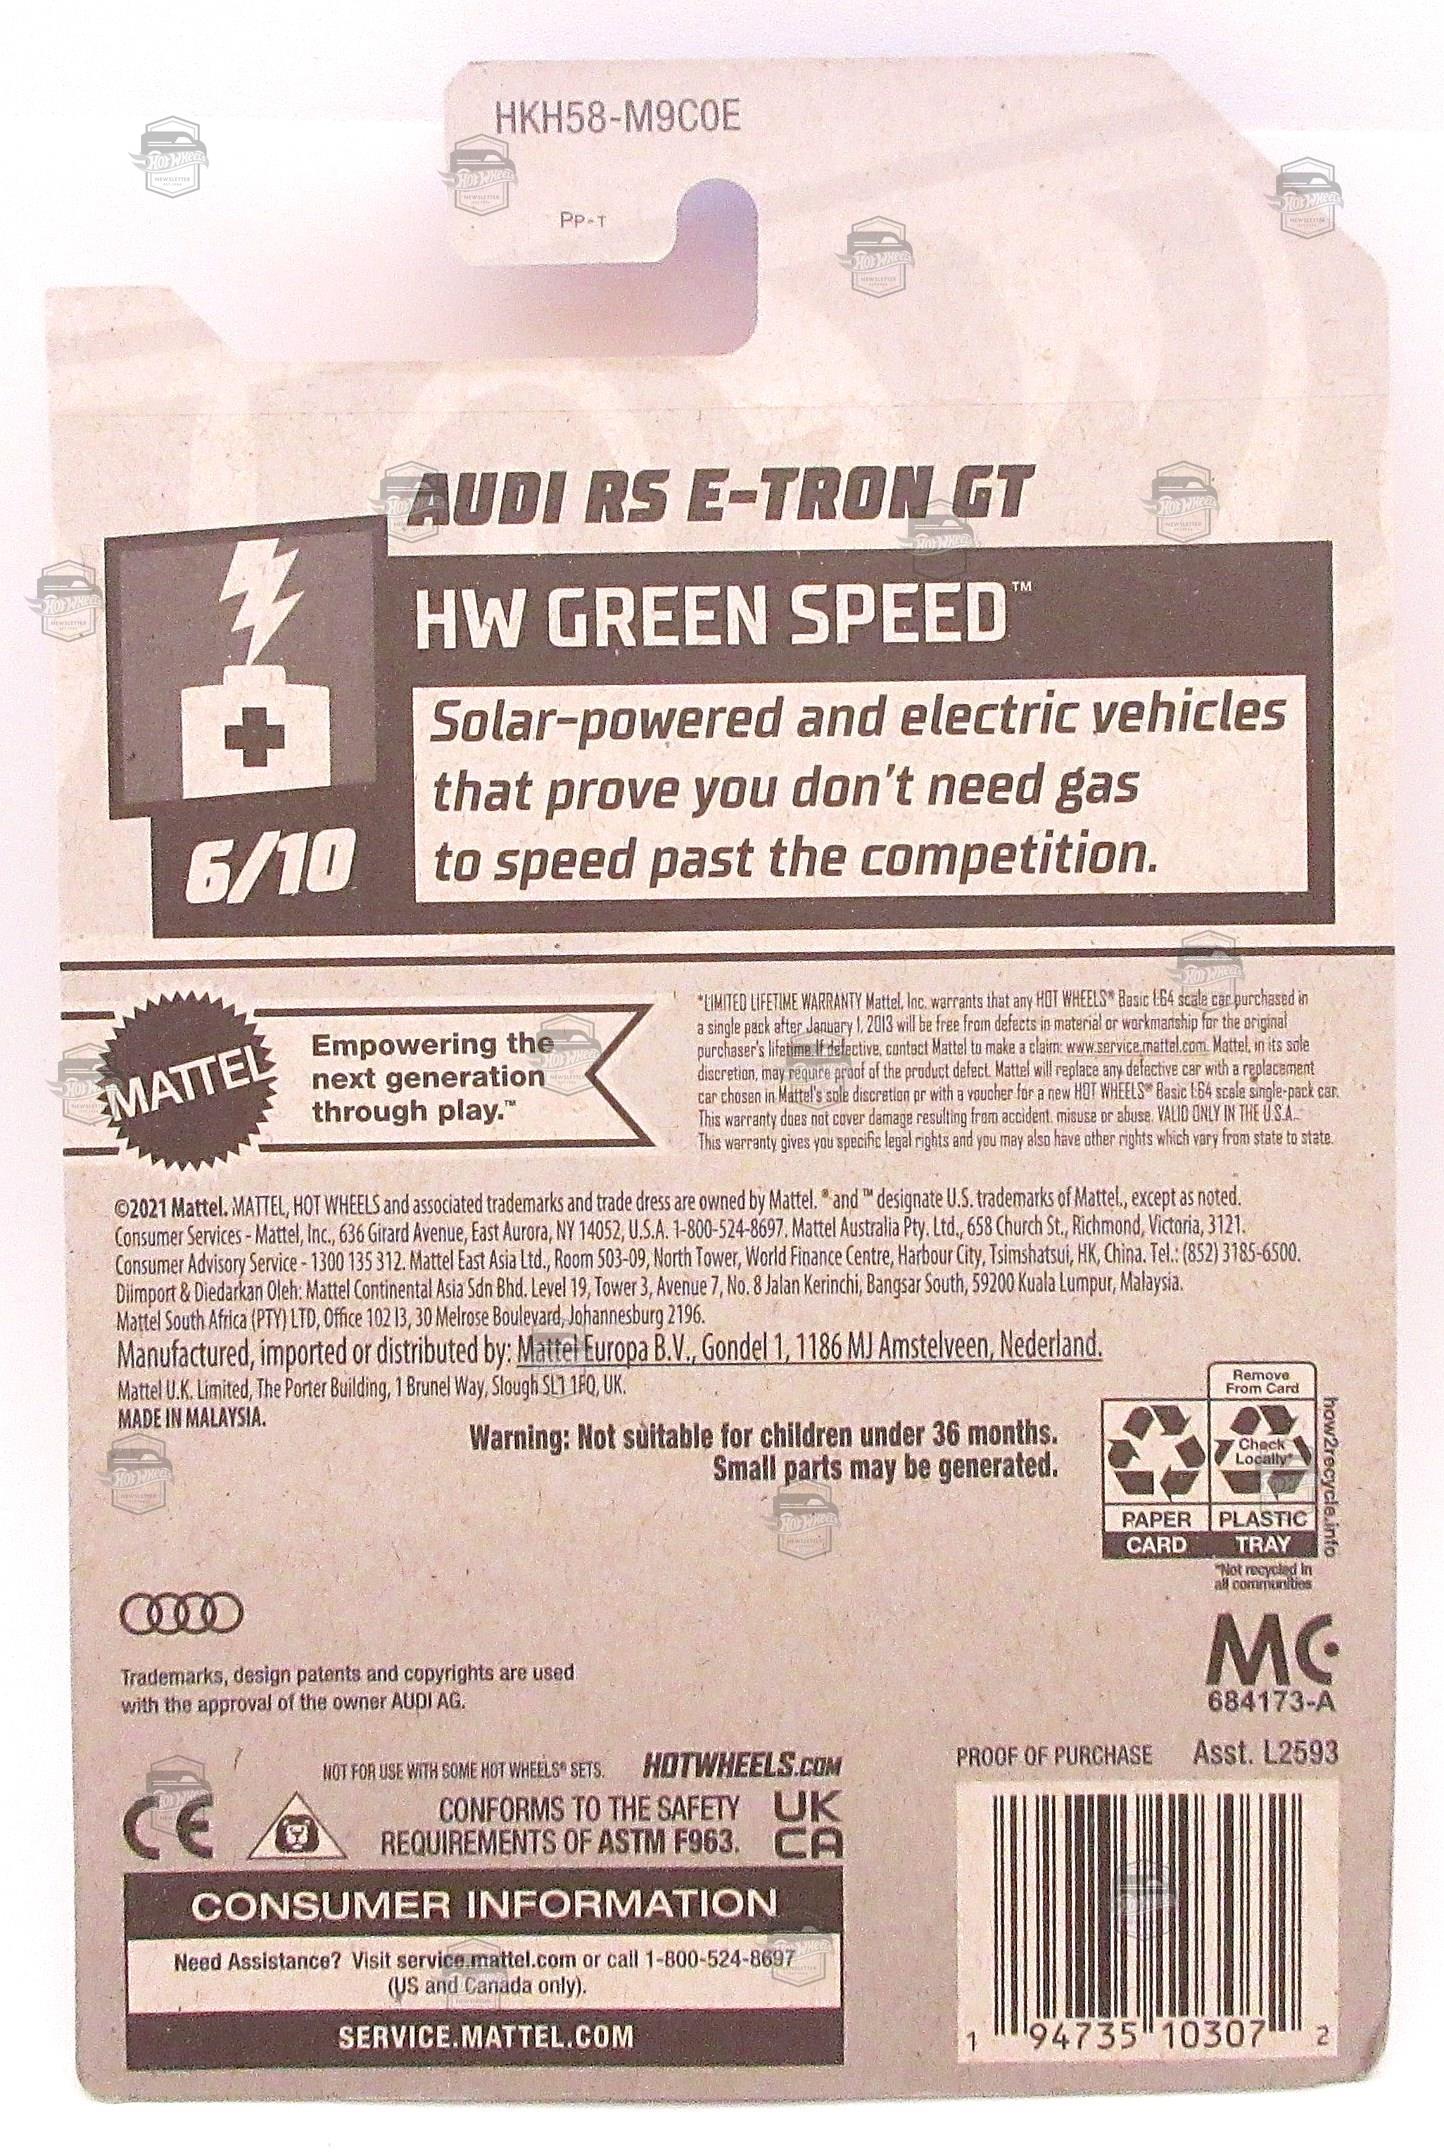 HKH58-M9C0E
PP-T
AUDI RS E-TRON GT
HW GREEN SPEED™
Solar-powered and electric vehicles
that prove you don't need gas
to speed past the competition.
6/10
MATTEL
Empowering the
next generation
through play.™
*LIMITED LIFETIME WARRANTY Mattel, Inc. warrants that any HOT WHEELS® Basic 1:64 scale car purchased in
a single pack after January 1, 2013 will be free from defects in material or workmanship for the original
purchaser's lifetime. If defective, contact Mattel to make a claim: www.service.mattel.com. Mattel, in its sole
discretion, may require proof of the product defect. Mattel will replace any defective car with a replacement
car chosen in Mattel's sole discretion or with a voucher for a new HOT WHEELS® Basic 1:64 scale single-pack car.
This warranty does not cover damage resulting from accident, misuse or abuse. VALID ONLY IN THE U.S.A.
This warranty gives you specific legal rights and you may also have other rights which vary from state to state.
©2021 Mattel. MATTEL, HOT WHEELS and associated trademarks and trade dress are owned by Mattel. ® and ™ designate U.S. trademarks of Mattel., except as noted.
Consumer Services - Mattel, Inc., 636 Girard Avenue, East Aurora, NY 14052, U.S.A. 1-800-524-8697. Mattel Australia Pty. Ltd., 658 Church St., Richmond, Victoria, 3121.
Consumer Advisory Service - 1300 135 312. Mattel East Asia Ltd., Room 503-09, North Tower, World Finance Centre, Harbour City, Tsimshatsui, HK, China. Tel.: (852) 3185-6500.
Diimport & Diedarkan Oleh: Mattel Continental Asia Sdn Bhd. Level 19, Tower 3, Avenue 7, No. 8 Jalan Kerinchi, Bangsar South, 59200 Kuala Lumpur, Malaysia.
Mattel South Africa (PTY) LTD, Office 102 I3, 30 Melrose Boulevard, Johannesburg 2196.
Manufactured, imported or distributed by: Mattel Europa B.V., Gondel 1, 1186 MJ Amstelveen, Nederland.
Mattel U.K. Limited, The Porter Building, 1 Brunel Way, Slough SL1 1FQ, UK.
MADE IN MALAYSIA.
Warning: Not suitable for children under 36 months.
Small parts may be generated.
Remove
From Card
Check
Locally*
PAPER
CARD
PLASTIC
TRAY
how2recycle.info
*Not recycled in
all communities
Trademarks, design patents and copyrights are used
with the approval of the owner AUDI AG.
MC
684173-A
NOT FOR USE WITH SOME HOT WHEELS® SETS.
HOTWHEELS.COM
PROOF OF PURCHASE
Asst. L2593
CE
CONFORMS TO THE SAFETY
REQUIREMENTS OF ASTM F963.
UK
CA
CONSUMER INFORMATION
Need Assistance? Visit service.mattel.com or call 1-800-524-8697
(US and Canada only).
SERVICE.MATTEL.COM
1 94735 10307 2